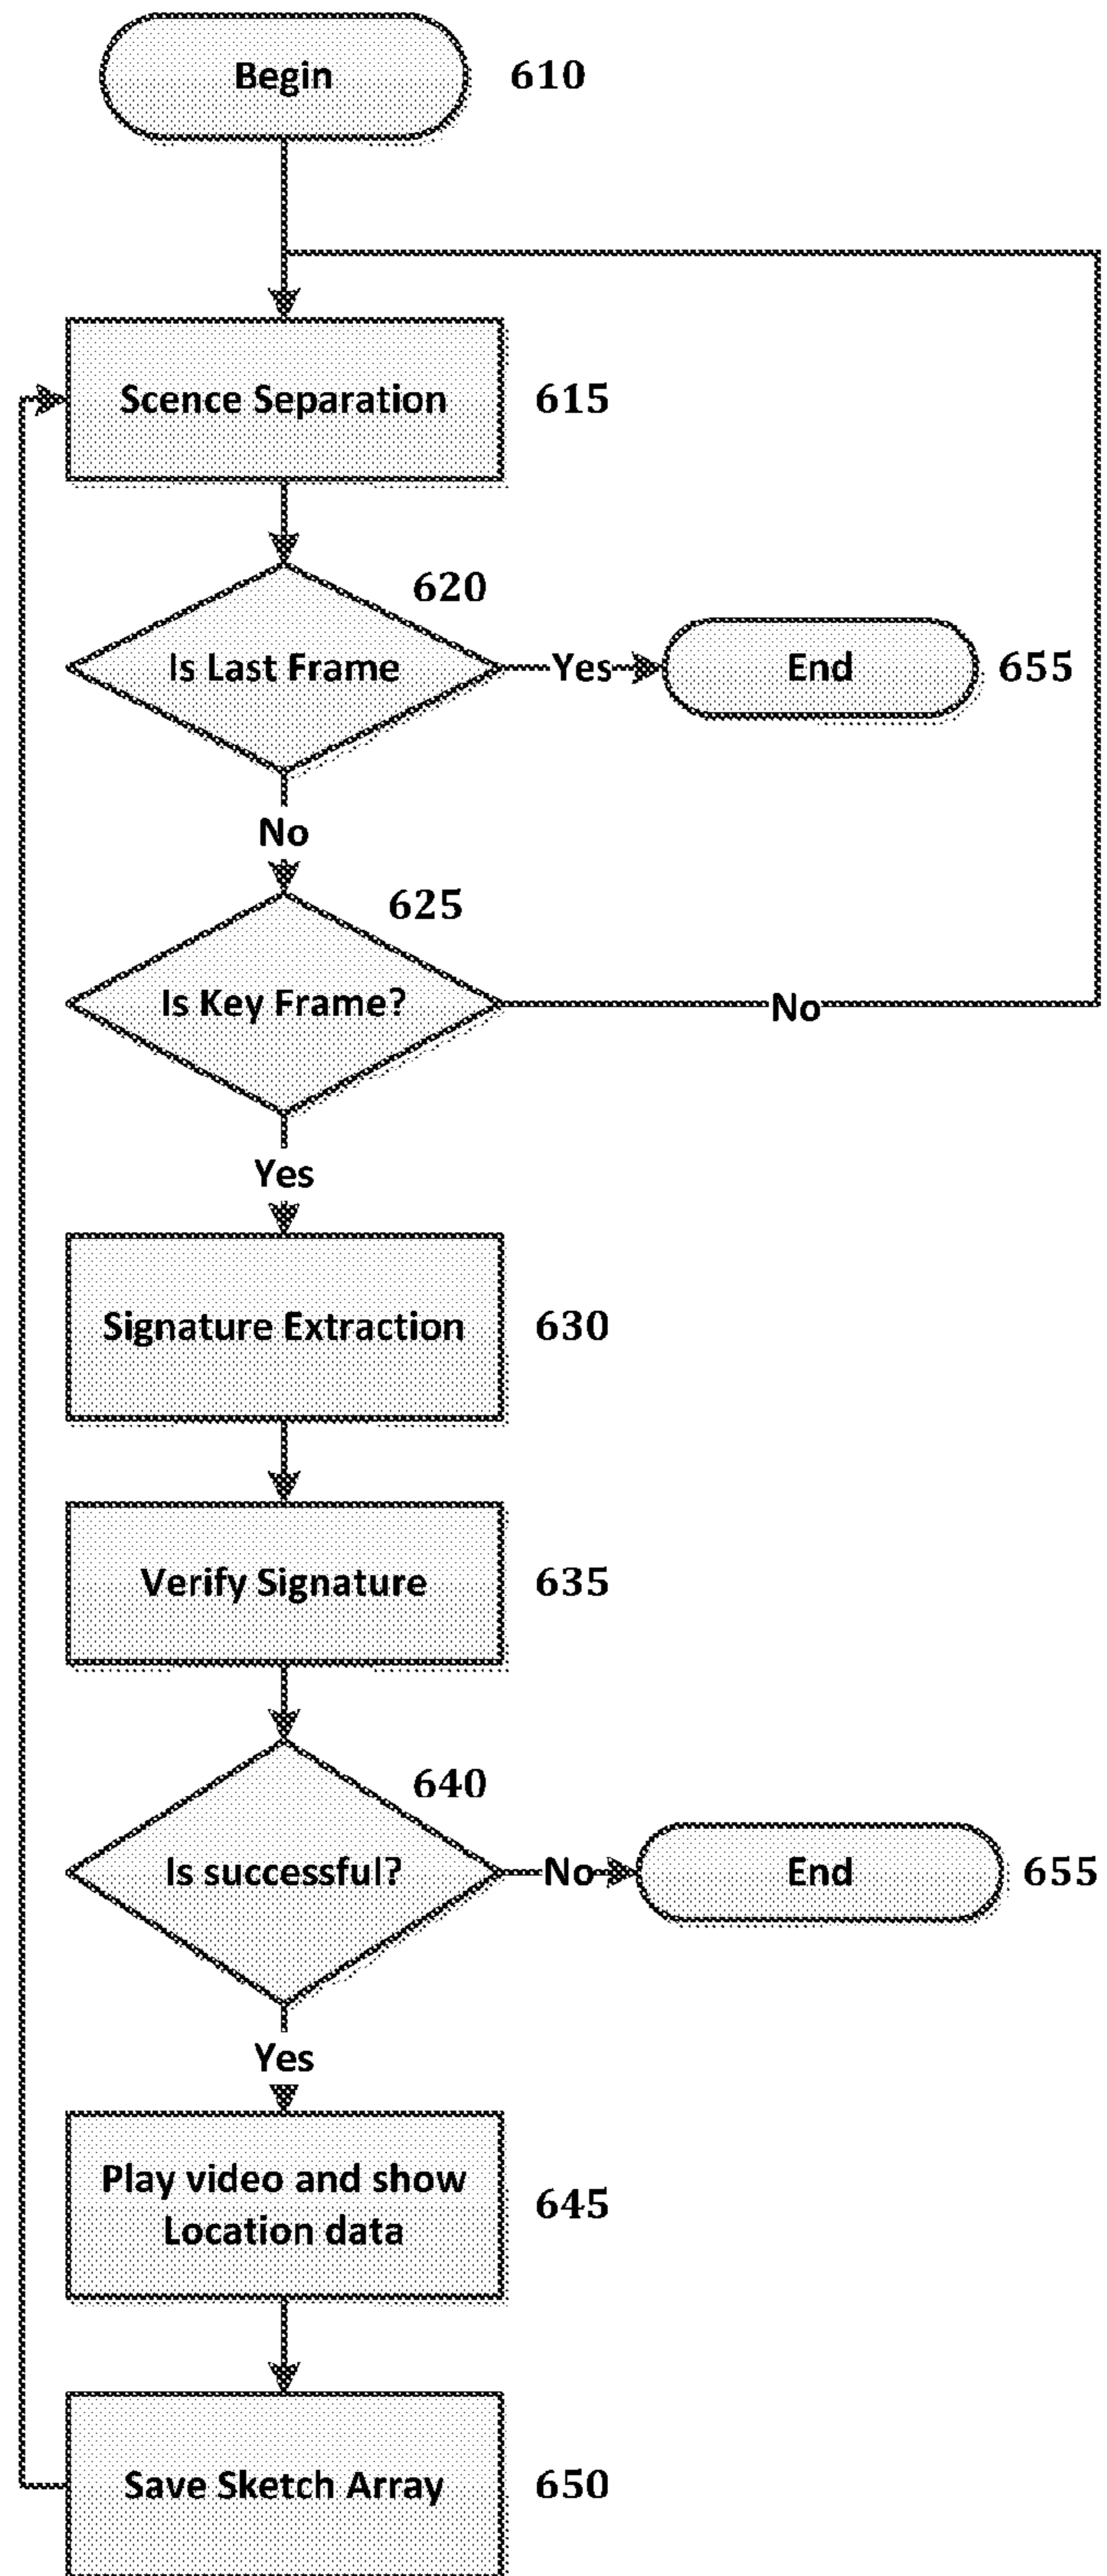 Begin
610
Scence Separation
615
620
Is Last Frame
Yes
End
655
No
625
Is Key Frame?
No
Yes
Signature Extraction
630
Verify Signature
635
640
Is successful?
No
End
655
Yes
Play video and show
Location data
645
Save Sketch Array
650